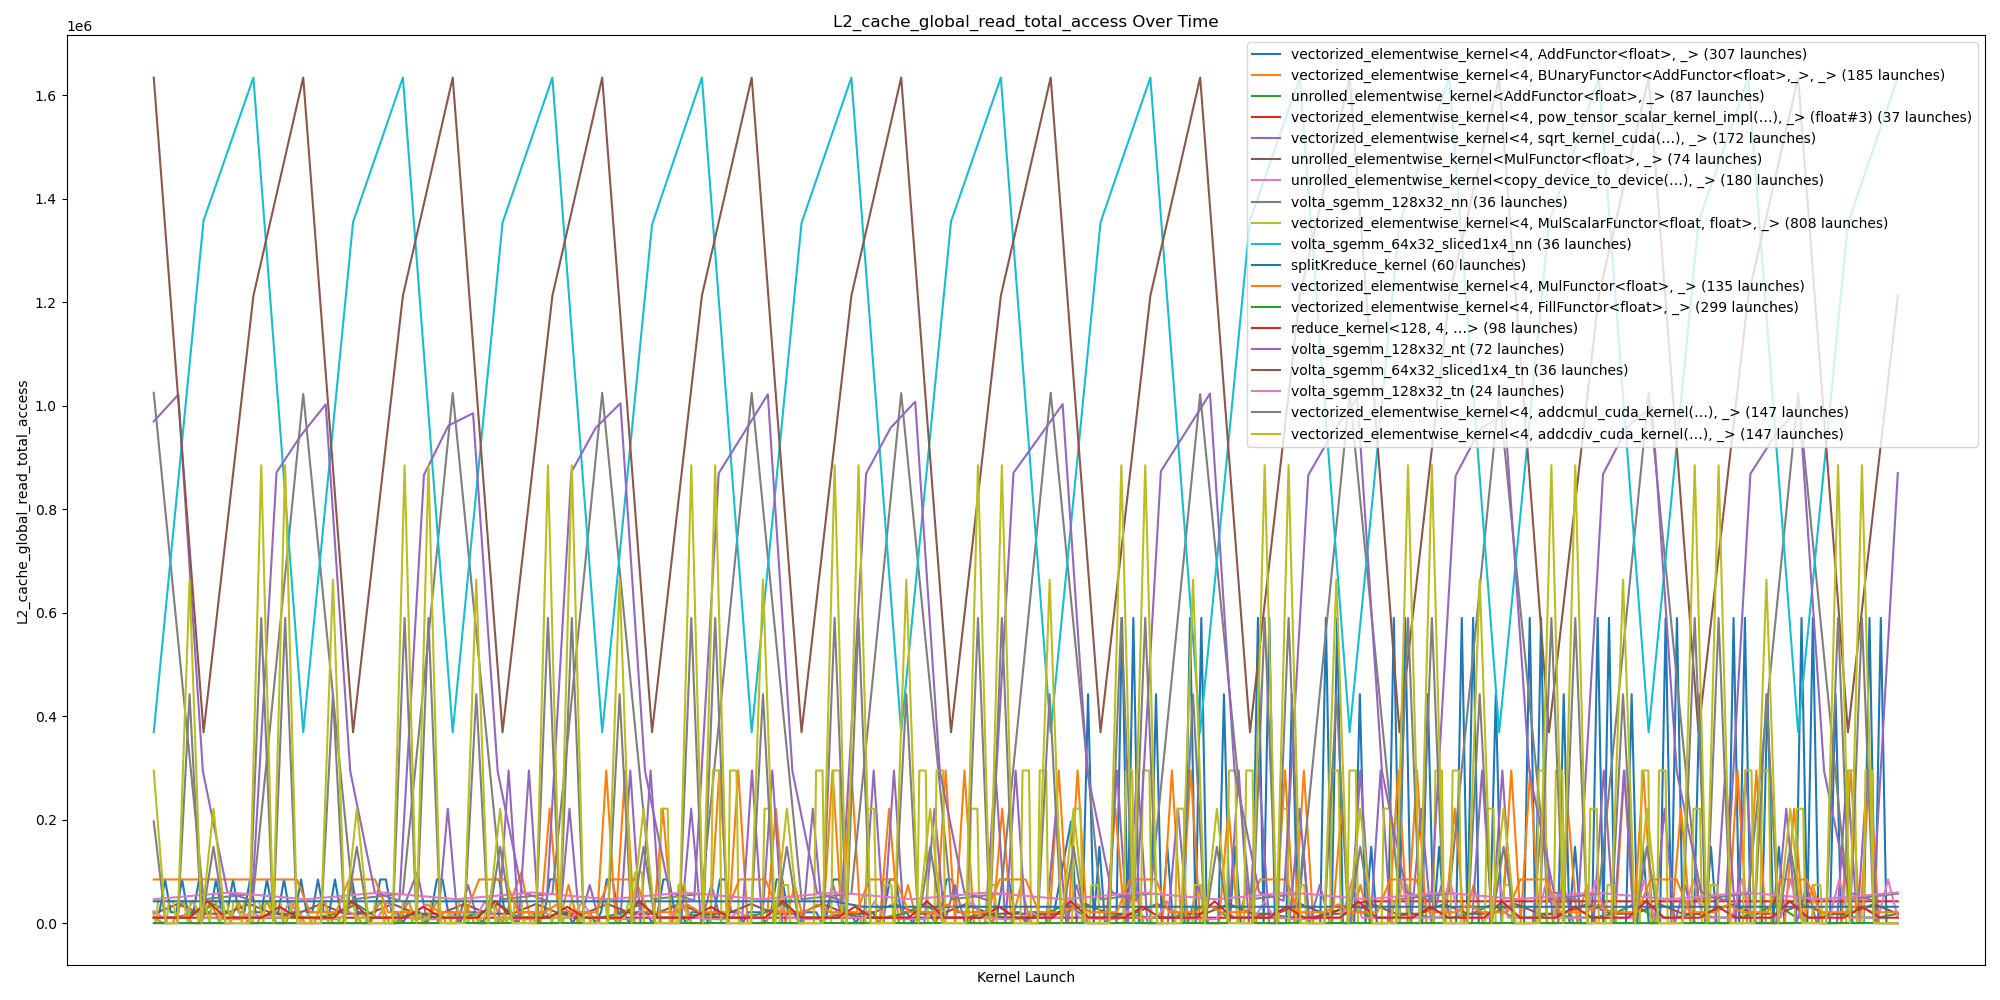 L2_cache_global_read_total_access Over Time
1e6
1.6
1.4
1.2
1.0
0.8
0.6
0.4
0.2
0.0
L2_cache_global_read_total_access
Kernel Launch
vectorized_elementwise_kernel<4, AddFunctor<float>, _> (307 launches)
vectorized_elementwise_kernel<4, BUnaryFunctor<AddFunctor<float>,_>, _> (185 launches)
unrolled_elementwise_kernel<AddFunctor<float>, _> (87 launches)
vectorized_elementwise_kernel<4, pow_tensor_scalar_kernel_impl(...), _> (float#3) (37 launches)
vectorized_elementwise_kernel<4, sqrt_kernel_cuda(...), _> (172 launches)
unrolled_elementwise_kernel<MulFunctor<float>, _> (74 launches)
unrolled_elementwise_kernel<copy_device_to_device(...), _> (180 launches)
volta_sgemm_128x32_nn (36 launches)
vectorized_elementwise_kernel<4, MulScalarFunctor<float, float>, _> (808 launches)
volta_sgemm_64x32_sliced1x4_nn (36 launches)
splitKreduce_kernel (60 launches)
vectorized_elementwise_kernel<4, MulFunctor<float>, _> (135 launches)
vectorized_elementwise_kernel<4, FillFunctor<float>, _> (299 launches)
reduce_kernel<128, 4, ...> (98 launches)
volta_sgemm_128x32_nt (72 launches)
volta_sgemm_64x32_sliced1x4_tn (36 launches)
volta_sgemm_128x32_tn (24 launches)
vectorized_elementwise_kernel<4, addcmul_cuda_kernel(...), _> (147 launches)
vectorized_elementwise_kernel<4, addcdiv_cuda_kernel(...), _> (147 launches)